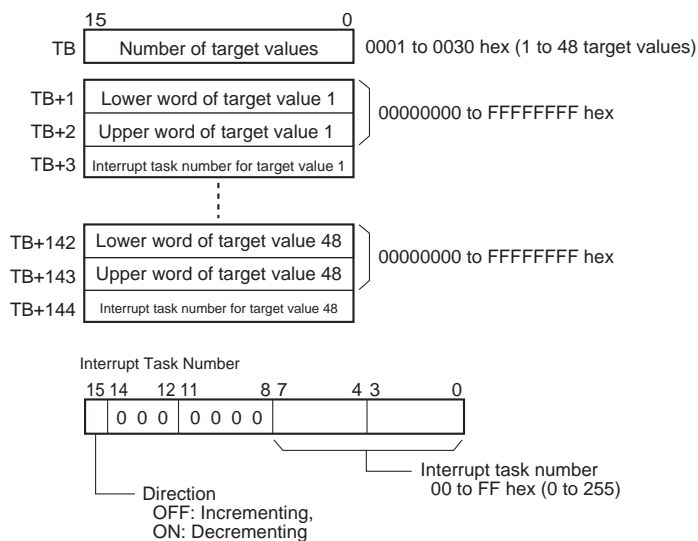 15 0
TB Number of target values 0001 to 0030 hex (1 to 48 target values)
TB+1 Lower word of target value 1
00000000 to FFFFFFFF hex
TB+2 Upper word of target value 1
TB+3 Interrupt task number for target value 1
TB+142 Lower word of target value 48
00000000 to FFFFFFFF hex
TB+143 Upper word of target value 48
TB+144 Interrupt task number for target value 48
Interrupt Task Number
15 14 12 11 8 7 4 3 0
0 0 0 0 0 0 0
Interrupt task number
00 to FF hex (0 to 255)
Direction
OFF: Incrementing,
ON: Decrementing